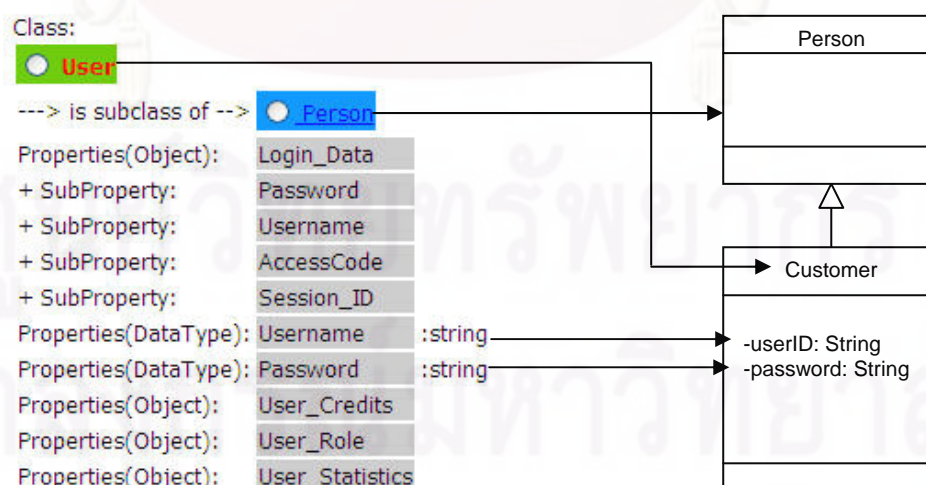 Class:
User
---> is subclass of --> Person
Properties(Object): Login_Data
+ SubProperty: Password
+ SubProperty: Username
+ SubProperty: AccessCode
+ SubProperty: Session_ID
Properties(DataType): Username :string
Properties(DataType): Password :string
Properties(Object): User_Credits
Properties(Object): User_Role
Properties(Object): User_Statistics
Person
Customer
-userID: String
-password: String